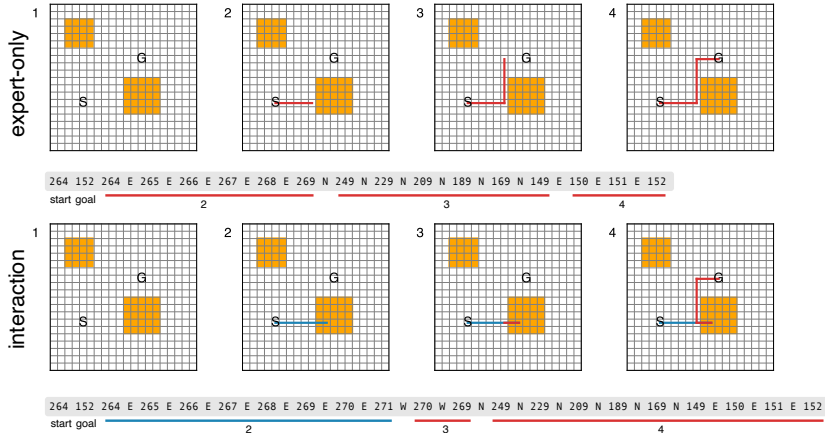 expert-only
1 2 3 4
G G G G
S S S S
264 152 264 E 265 E 266 E 267 E 268 E 269 N 249 N 229 N 209 N 189 N 169 N 149 E 150 E 151 E 152
start goal 2 3 4
interaction
1 2 3 4
G G G G
S S S S
264 152 264 E 265 E 266 E 267 E 268 E 269 E 270 E 271 W 270 W 269 N 249 N 229 N 209 N 189 N 169 N 149 E 150 E 151 E 152
start goal 2 3 4